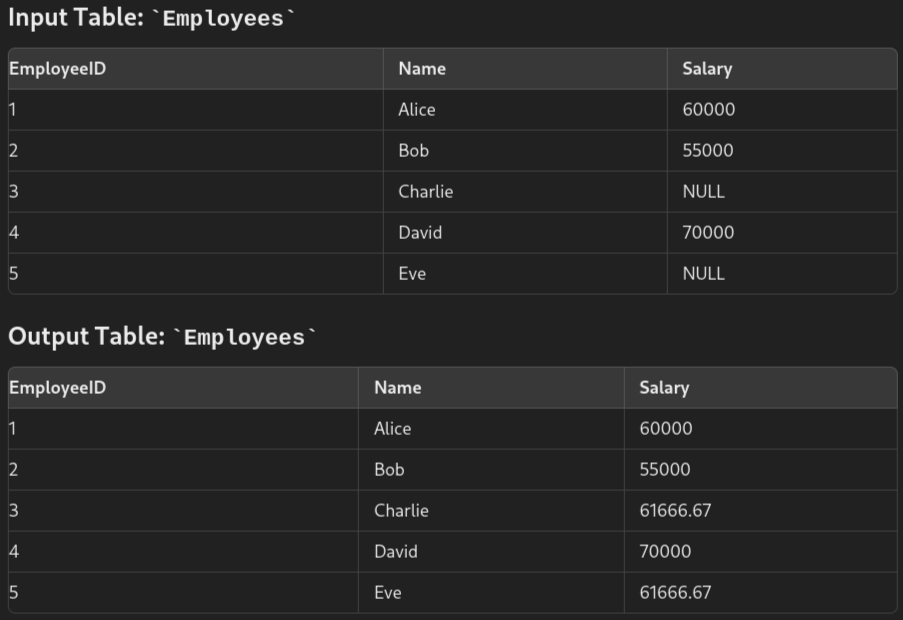 Input Table: `Employees`
EmployeeID Name Salary
1 Alice 60000
2 Bob 55000
3 Charlie NULL
4 David 70000
5 Eve NULL
Output Table: `Employees`
EmployeeID Name Salary
1 Alice 60000
2 Bob 55000
3 Charlie 61666.67
4 David 70000
5 Eve 61666.67